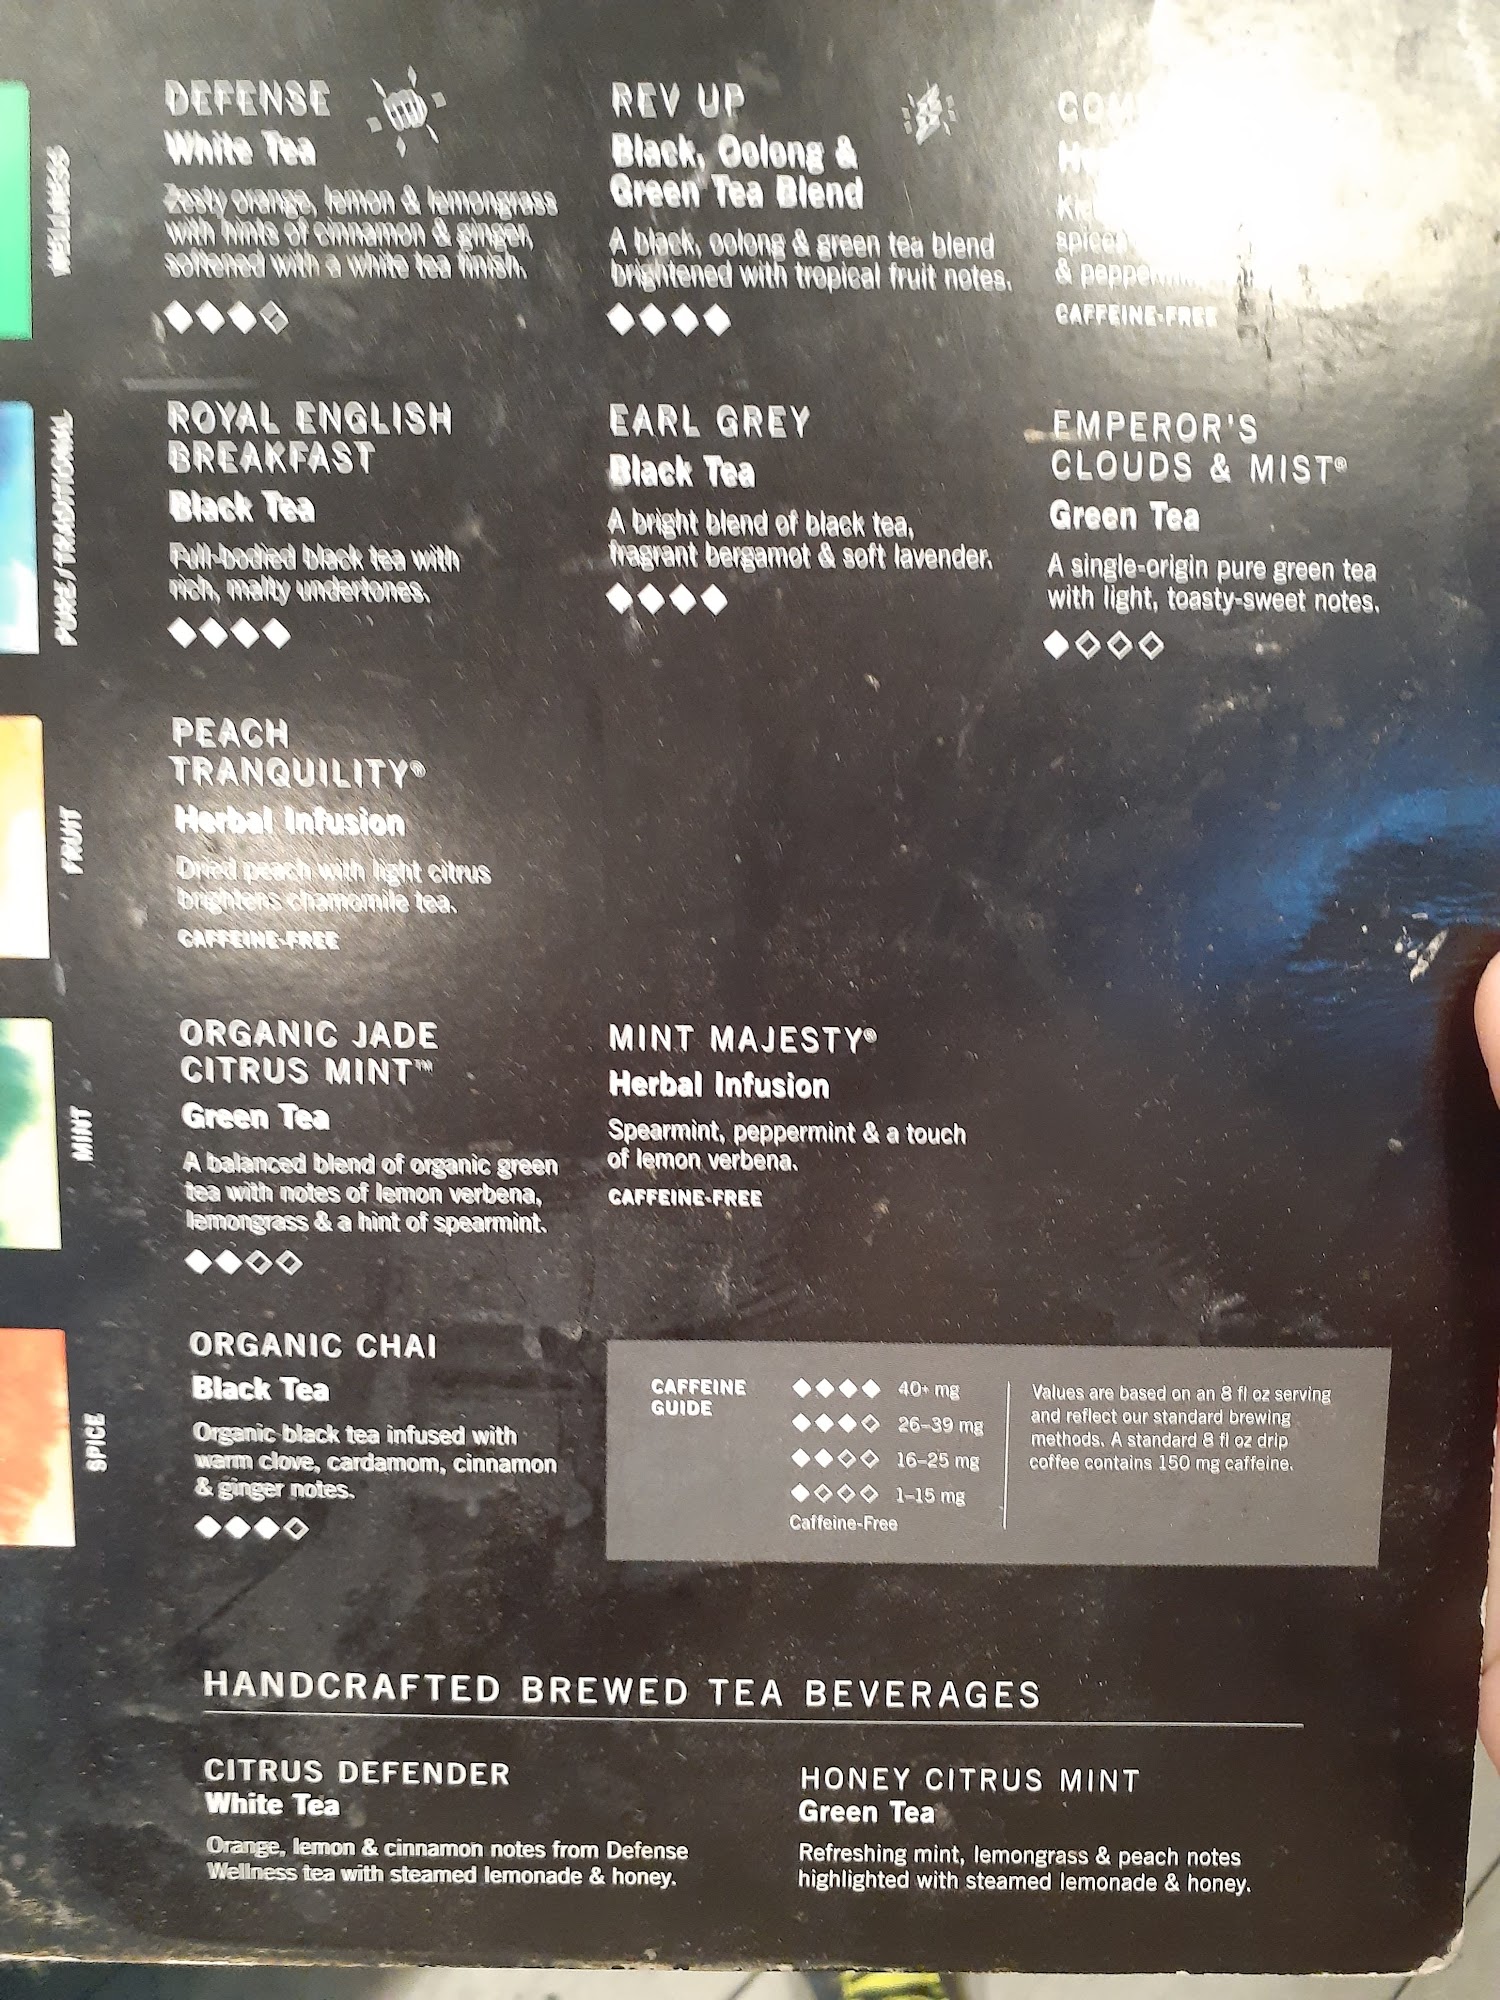 WELLNESS
DEFENSE
White Tea
Zesty orange, lemon & lemongrass
with hints of cinnamon & ginger,
softened with a white tea finish.
REV UP
Black, Oolong &
Green Tea Blend
A black, oolong & green tea blend
brightened with tropical fruit notes.
& peppermint
CAFFEINE-FREE
PURE / TRADITIONAL
ROYAL ENGLISH
BREAKFAST
Black Tea
Full-bodied black tea with
rich, malty undertones.
EARL GREY
Black Tea
A bright blend of black tea,
fragrant bergamot & soft lavender.
EMPEROR'S
CLOUDS & MIST®
Green Tea
A single-origin pure green tea
with light, toasty-sweet notes.
FRUIT
PEACH
TRANQUILITY®
Herbal Infusion
Dried peach with light citrus
brightens chamomile tea.
CAFFEINE-FREE
MINT
ORGANIC JADE
CITRUS MINT™
Green Tea
A balanced blend of organic green
tea with notes of lemon verbena,
lemongrass & a hint of spearmint.
MINT MAJESTY®
Herbal Infusion
Spearmint, peppermint & a touch
of lemon verbena.
CAFFEINE-FREE
SPICE
ORGANIC CHAI
Black Tea
Organic black tea infused with
warm clove, cardamom, cinnamon
& ginger notes.
CAFFEINE
GUIDE
40+ mg
26–39 mg
16–25 mg
1–15 mg
Caffeine-Free
Values are based on an 8 fl oz serving
and reflect our standard brewing
methods. A standard 8 fl oz drip
coffee contains 150 mg caffeine.
HANDCRAFTED BREWED TEA BEVERAGES
CITRUS DEFENDER
White Tea
Orange, lemon & cinnamon notes from Defense
Wellness tea with steamed lemonade & honey.
HONEY CITRUS MINT
Green Tea
Refreshing mint, lemongrass & peach notes
highlighted with steamed lemonade & honey.